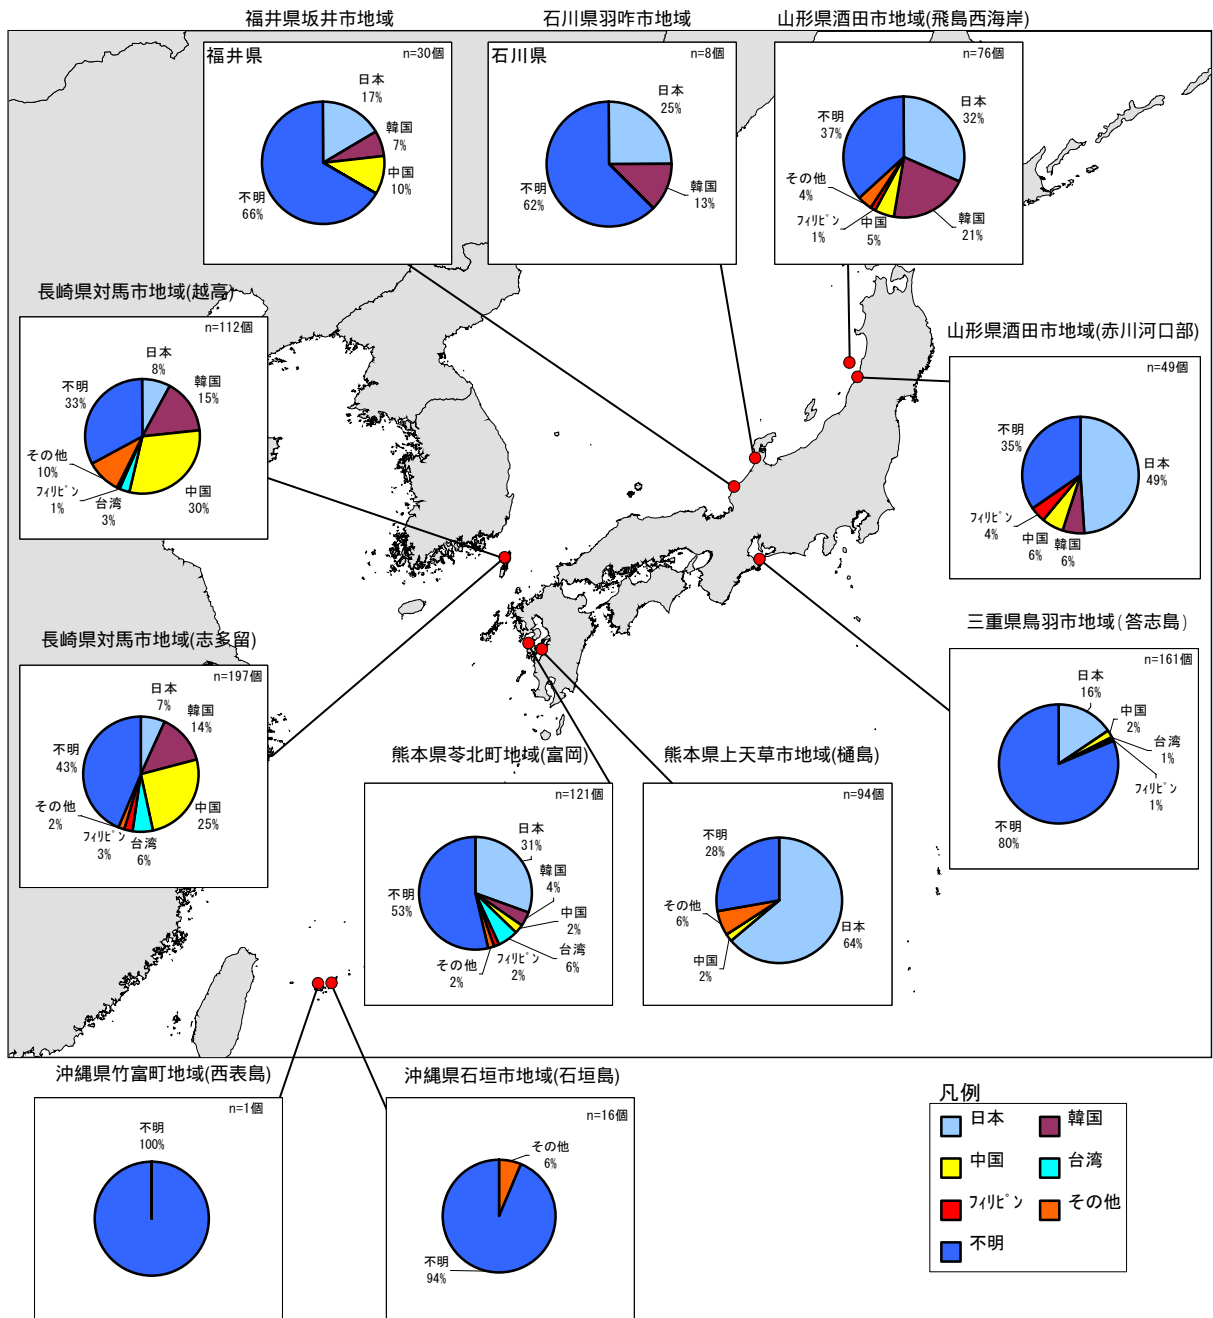 福井県坂井市地域
石川県羽咋市地域
山形県酒田市地域(飛島西海岸)
福井県
n=30個
日本
17%
韓国
7%
中国
10%
不明
66%
石川県
n=8個
日本
25%
韓国
13%
不明
62%
n=76個
日本
32%
韓国
21%
中国
5%
フィリピン
1%
その他
4%
不明
37%
長崎県対馬市地域(越高)
n=112個
日本
8%
韓国
15%
中国
30%
台湾
3%
フィリピン
1%
その他
10%
不明
33%
山形県酒田市地域(赤川河口部)
n=49個
日本
49%
韓国
6%
中国
6%
フィリピン
4%
不明
35%
長崎県対馬市地域(志多留)
n=197個
日本
7%
韓国
14%
中国
25%
台湾
6%
フィリピン
3%
その他
2%
不明
43%
三重県鳥羽市地域(答志島)
n=161個
日本
16%
中国
2%
台湾
1%
フィリピン
1%
不明
80%
熊本県苓北町地域(富岡)
n=121個
日本
31%
韓国
4%
中国
2%
台湾
6%
フィリピン
2%
その他
2%
不明
53%
熊本県上天草市地域(樋島)
n=94個
日本
64%
中国
2%
その他
6%
不明
28%
沖縄県竹富町地域(西表島)
n=1個
不明
100%
沖縄県石垣市地域(石垣島)
n=16個
その他
6%
不明
94%
凡例
日本
韓国
中国
台湾
フィリピン
その他
不明